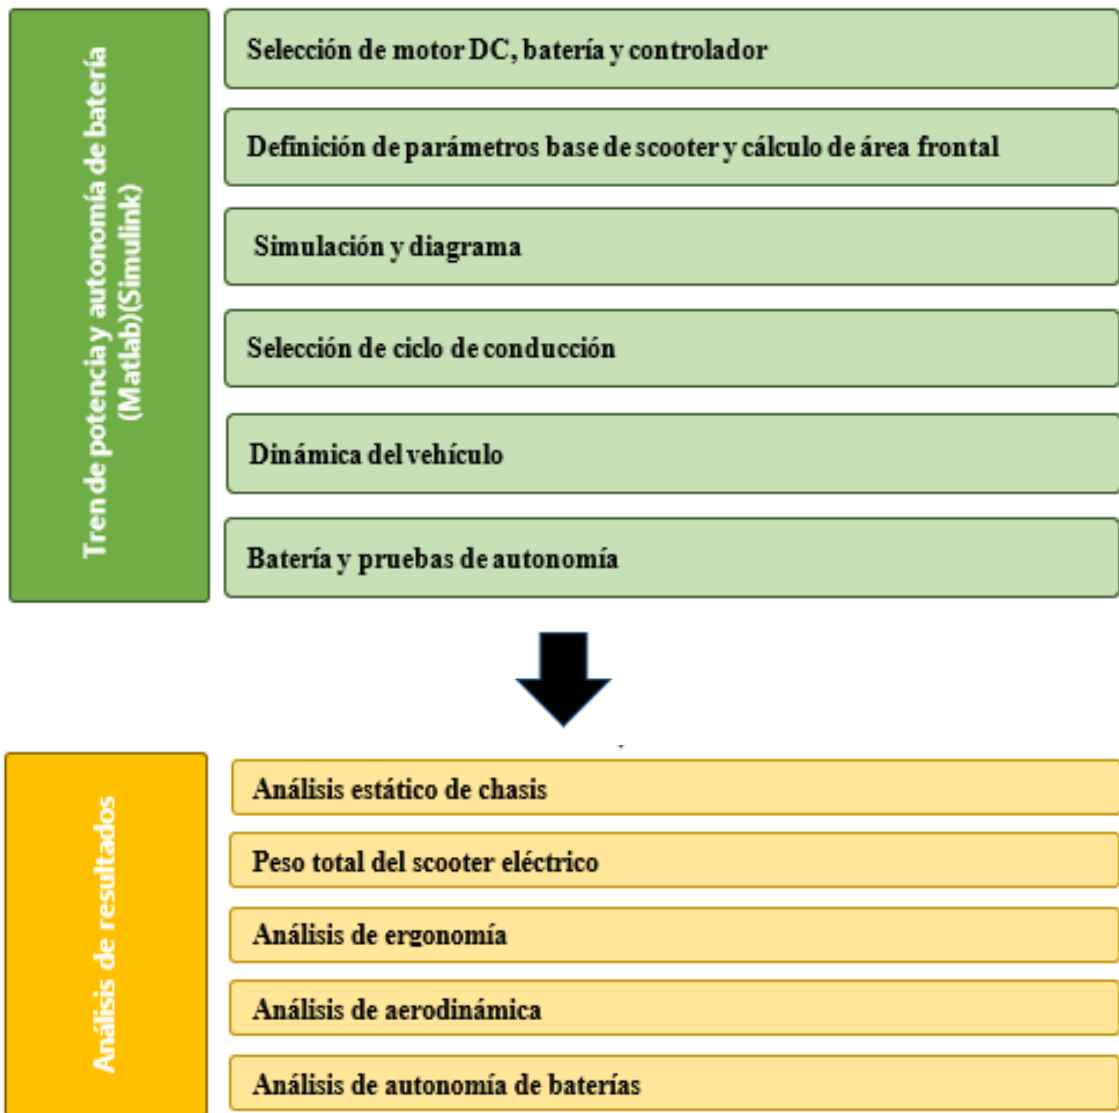 Tren de potencia y autonomía de batería
(Matlab)(Simulink)
Selección de motor DC, batería y controlador
Definición de parámetros base de scooter y cálculo de área frontal
Simulación y diagrama
Selección de ciclo de conducción
Dinámica del vehículo
Batería y pruebas de autonomía
Análisis de resultados
Análisis estático de chasis
Peso total del scooter eléctrico
Análisis de ergonomía
Análisis de aerodinámica
Análisis de autonomía de baterías